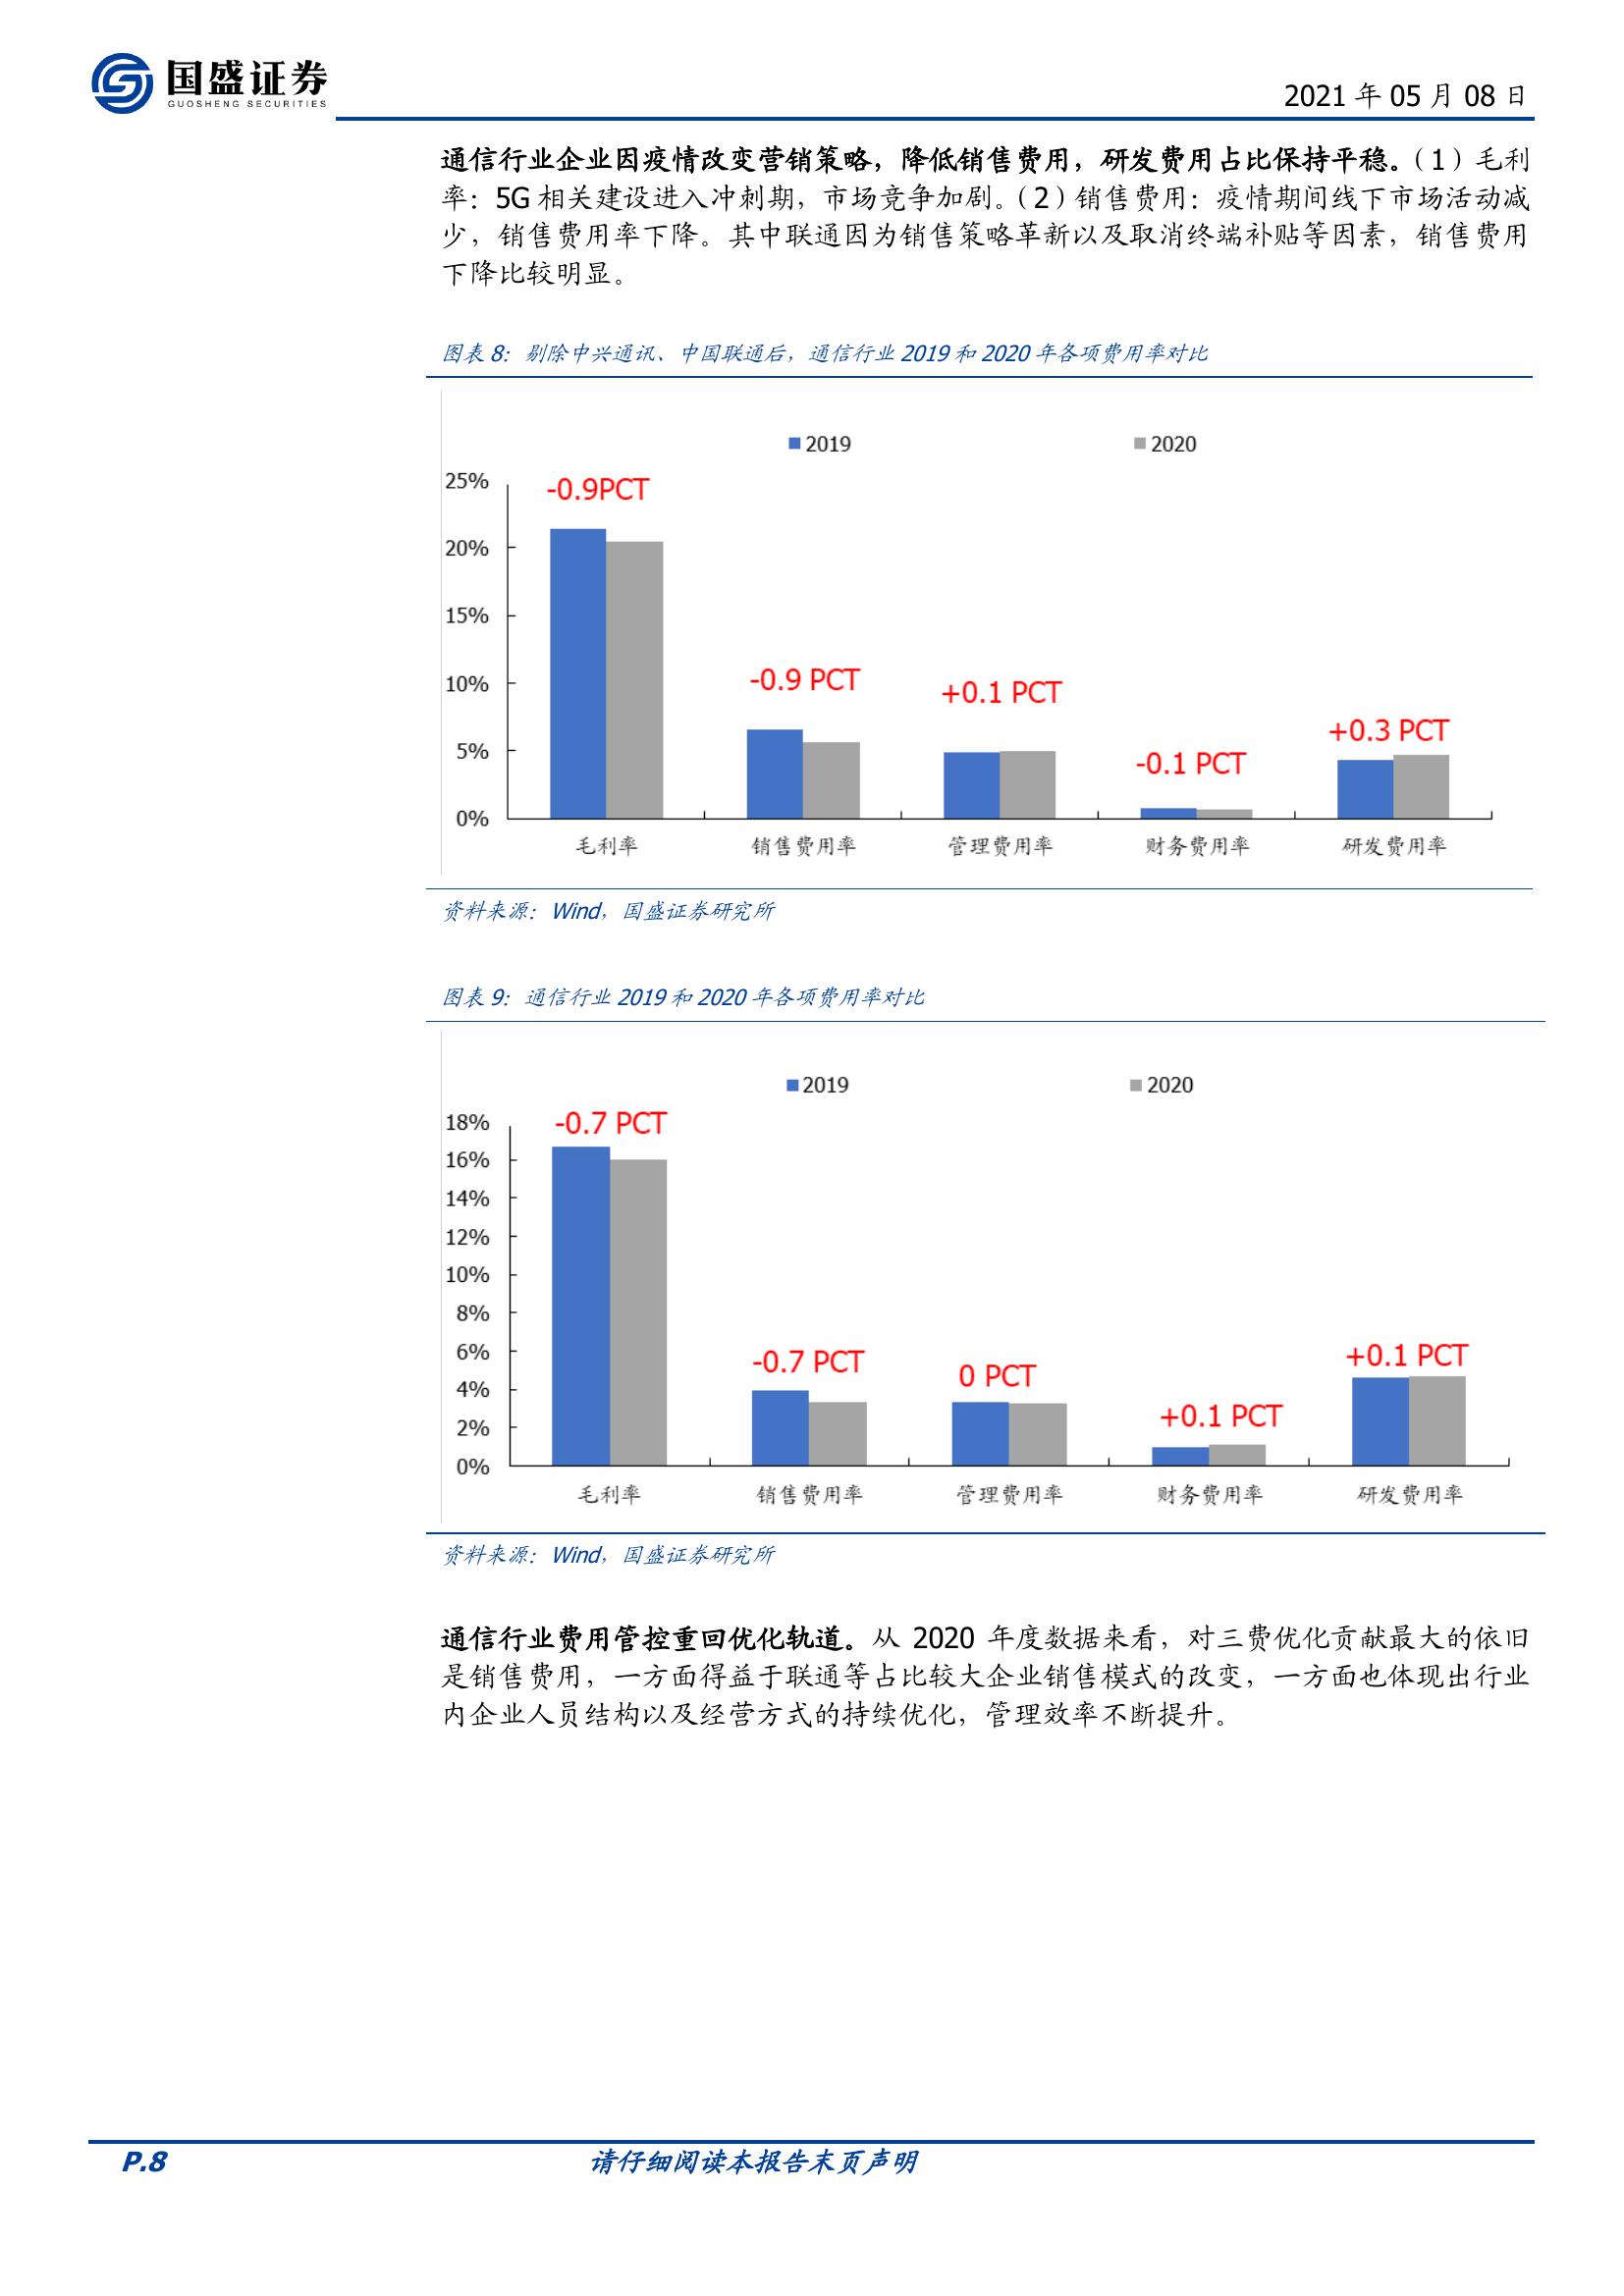 国盛证券
GUOSHENG SECURITIES
2021 年 05 月 08 日
通信行业企业因疫情改变营销策略，降低销售费用，研发费用占比保持平稳。（1）毛利
率：5G 相关建设进入冲刺期，市场竞争加剧。（2）销售费用：疫情期间线下市场活动减
少，销售费用率下降。其中联通因为销售策略革新以及取消终端补贴等因素，销售费用
下降比较明显。
图表 8：剔除中兴通讯、中国联通后，通信行业 2019 和 2020 年各项费用率对比
2019 2020
25%
20%
15%
10%
5%
0%
-0.9PCT
-0.9 PCT
+0.1 PCT
-0.1 PCT
+0.3 PCT
毛利率 销售费用率 管理费用率 财务费用率 研发费用率
资料来源：Wind，国盛证券研究所
图表 9：通信行业 2019 和 2020 年各项费用率对比
2019 2020
18%
16%
14%
12%
10%
8%
6%
4%
2%
0%
-0.7 PCT
-0.7 PCT
0 PCT
+0.1 PCT
+0.1 PCT
毛利率 销售费用率 管理费用率 财务费用率 研发费用率
资料来源：Wind，国盛证券研究所
通信行业费用管控重回优化轨道。从 2020 年度数据来看，对三费优化贡献最大的依旧
是销售费用，一方面得益于联通等占比较大企业销售模式的改变，一方面也体现出行业
内企业人员结构以及经营方式的持续优化，管理效率不断提升。
P.8 请仔细阅读本报告末页声明